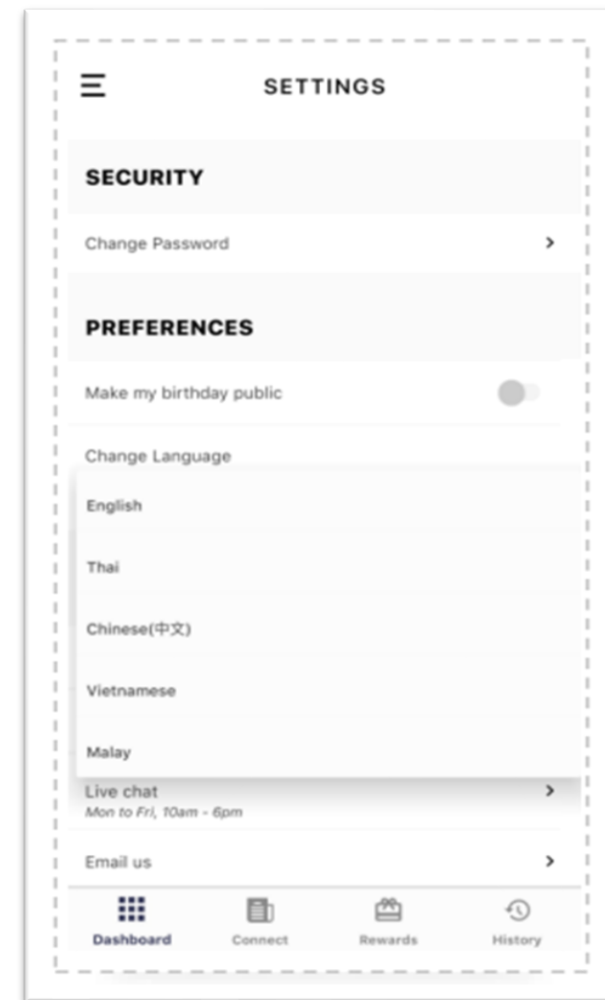 SETTINGS
SECURITY
Change Password
PREFERENCES
Make my birthday public
Change Language
English
Thai
Chinese(中文)
Vietnamese
Malay
Live chat
Mon to Fri, 10am - 6pm
Email us
Dashboard
Connect
Rewards
History